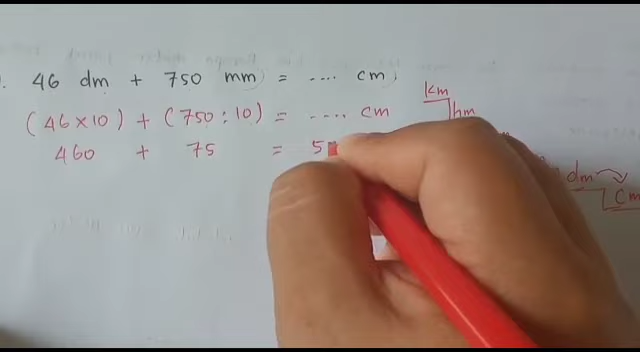 46 dm + 750 mm = .... cm
(46 x 10) + (750 : 10) = .... cm
460 + 75 = 5
km
hm
dm
cm